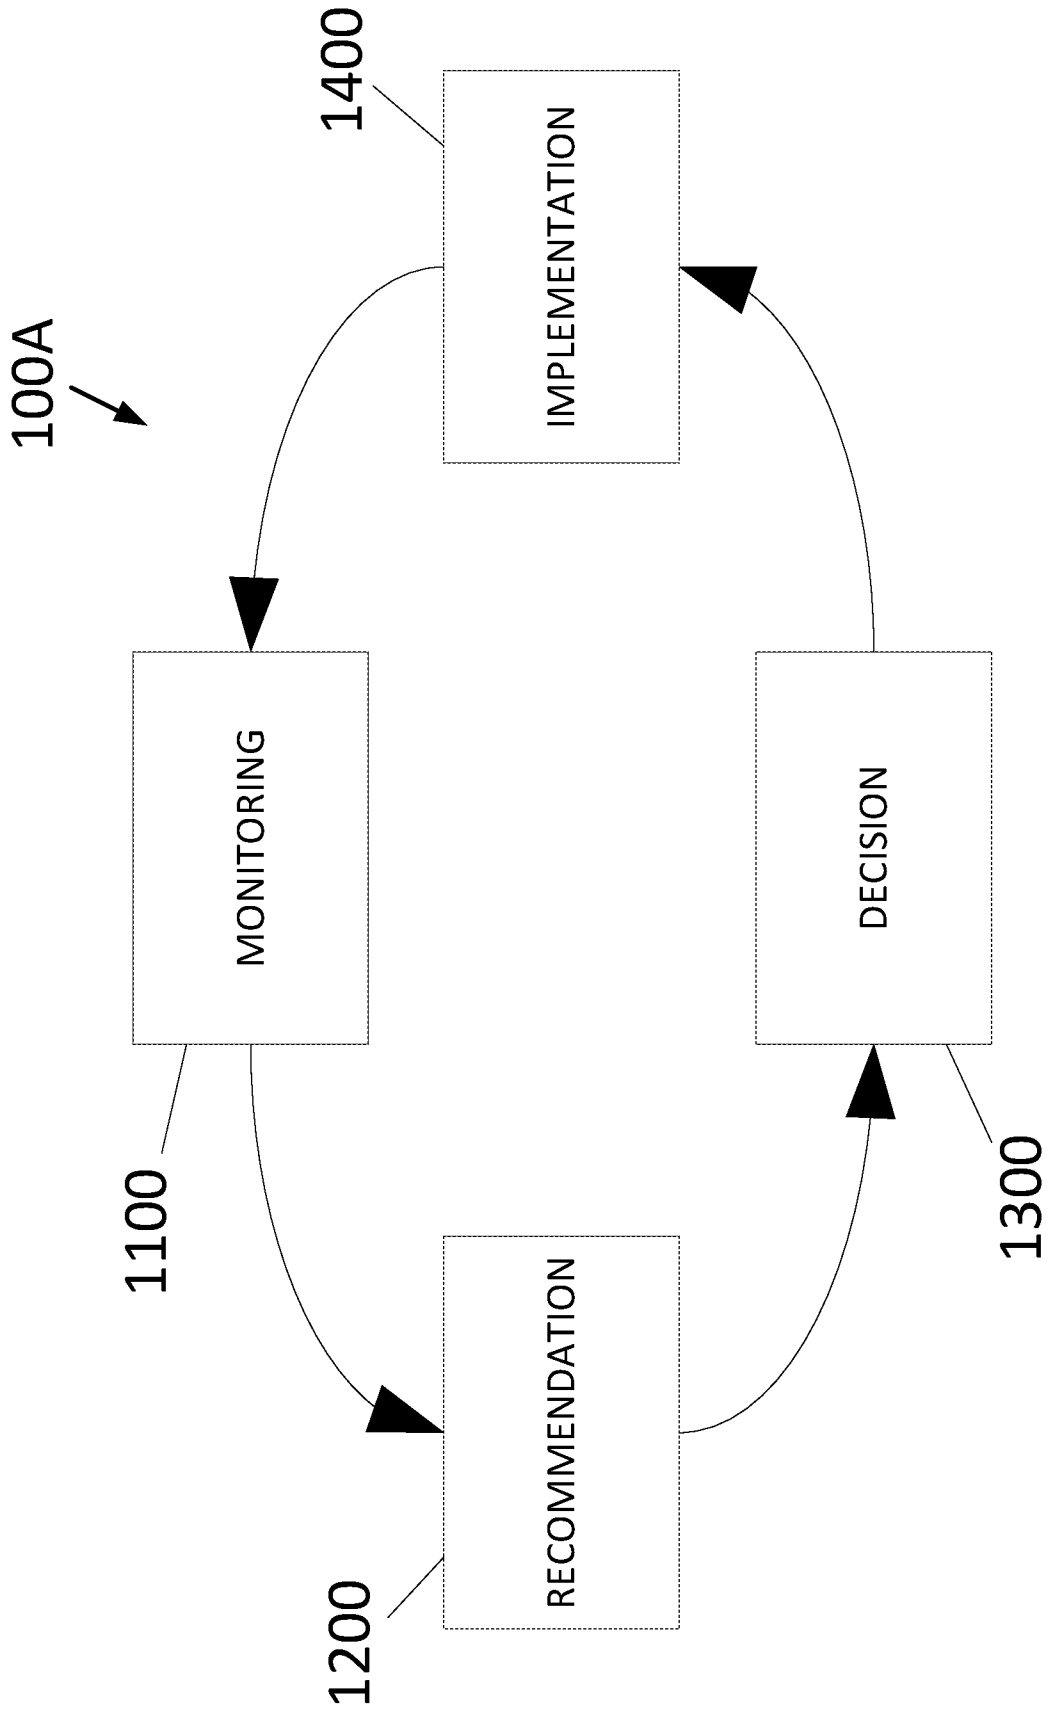 100A
1100
MONITORING
1200
RECOMMENDATION
IMPLEMENTATION
1400
DECISION
1300